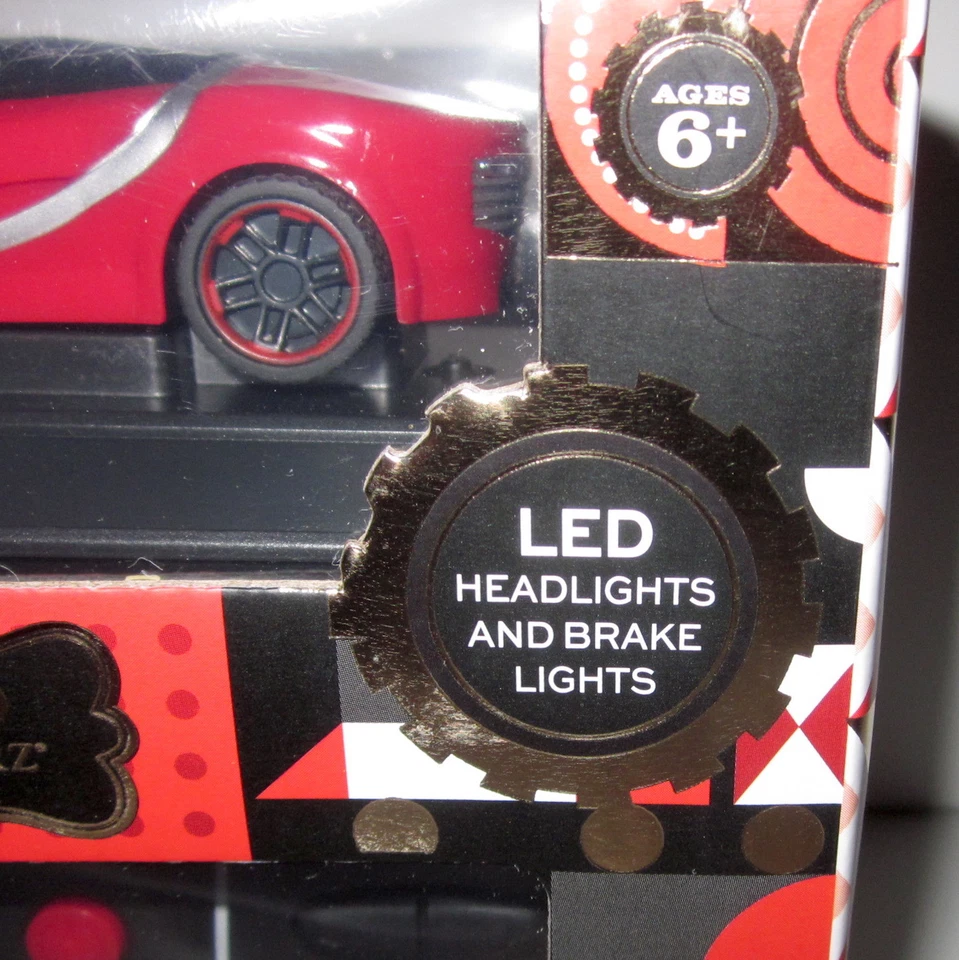 AGES
6+
LED
HEADLIGHTS
AND BRAKE
LIGHTS